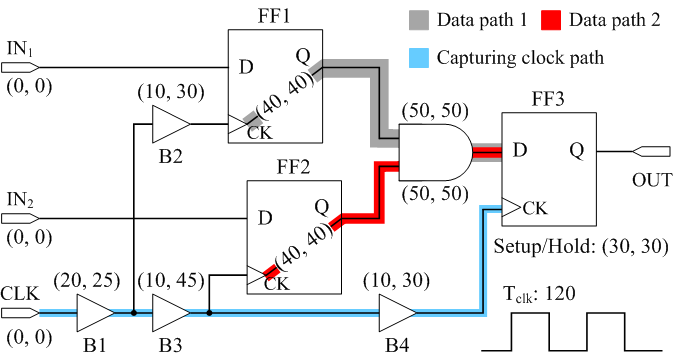 FF1
Data path 1
Data path 2
Capturing clock path
IN1
(0, 0)
D
Q
(40, 40)
CK
(10, 30)
B2
(50, 50)
(50, 50)
FF3
D
Q
CK
OUT
Setup/Hold: (30, 30)
FF2
IN2
(0, 0)
D
Q
(40, 40)
CK
CLK
(0, 0)
(20, 25)
B1
(10, 45)
B3
(10, 30)
B4
Tclk: 120